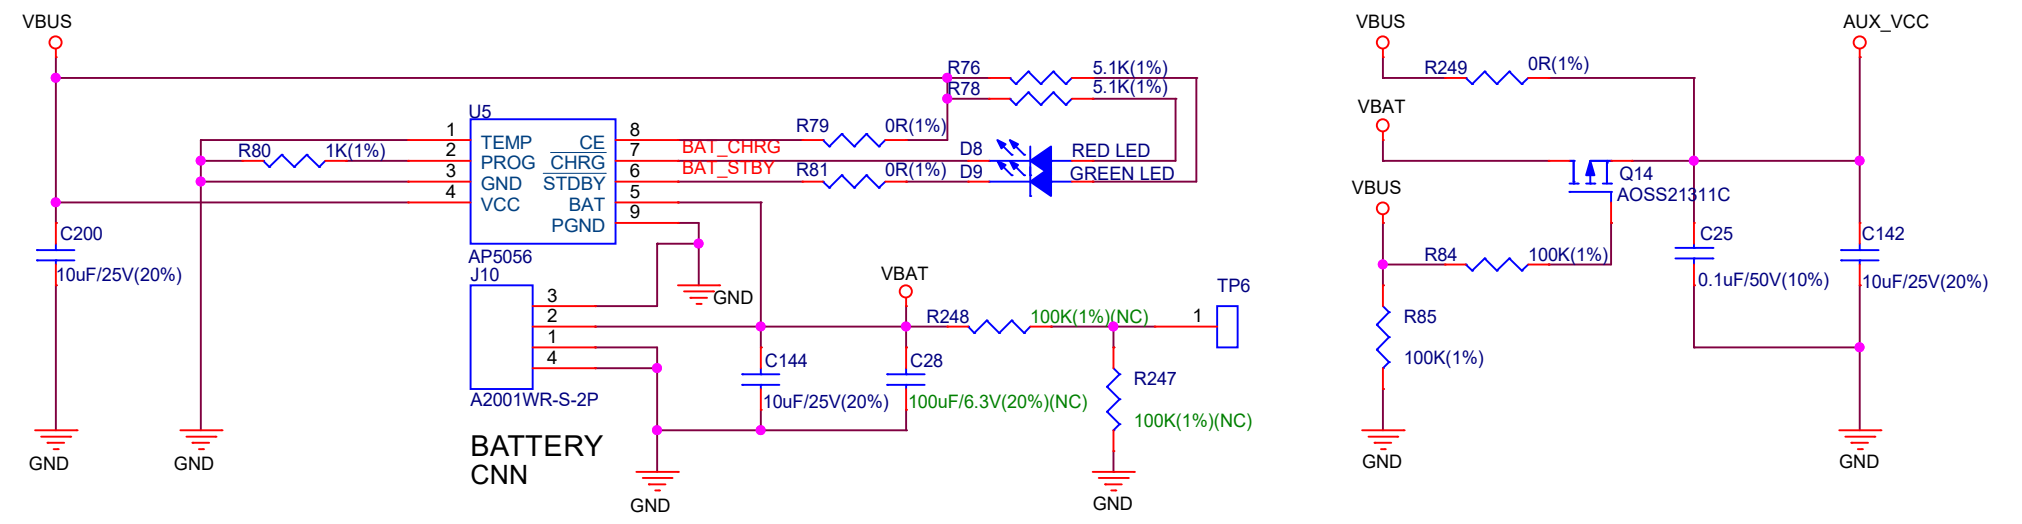 VBUS
R76
5.1K(1%)
R78
5.1K(1%)
U5
1
TEMP
CE
8
R79
0R(1%)
R80
1K(1%)
2
PROG
CHRG
7
BAT_CHRG
D8
RED LED
3
GND
STDBY
6
BAT_STBY
R81
0R(1%)
D9
GREEN LED
4
VCC
BAT
5
PGND
9
AP5056
C200
10uF/25V(20%)
GND
GND
GND
J10
3
2
1
4
A2001WR-S-2P
BATTERY
CNN
VBAT
R248
100K(1%)(NC)
1
TP6
C144
10uF/25V(20%)
C28
100uF/6.3V(20%)(NC)
R247
100K(1%)(NC)
GND
GND
VBUS
R249
0R(1%)
AUX_VCC
VBAT
Q14
AOSS21311C
VBUS
R84
100K(1%)
C25
0.1uF/50V(10%)
C142
10uF/25V(20%)
R85
100K(1%)
GND
GND